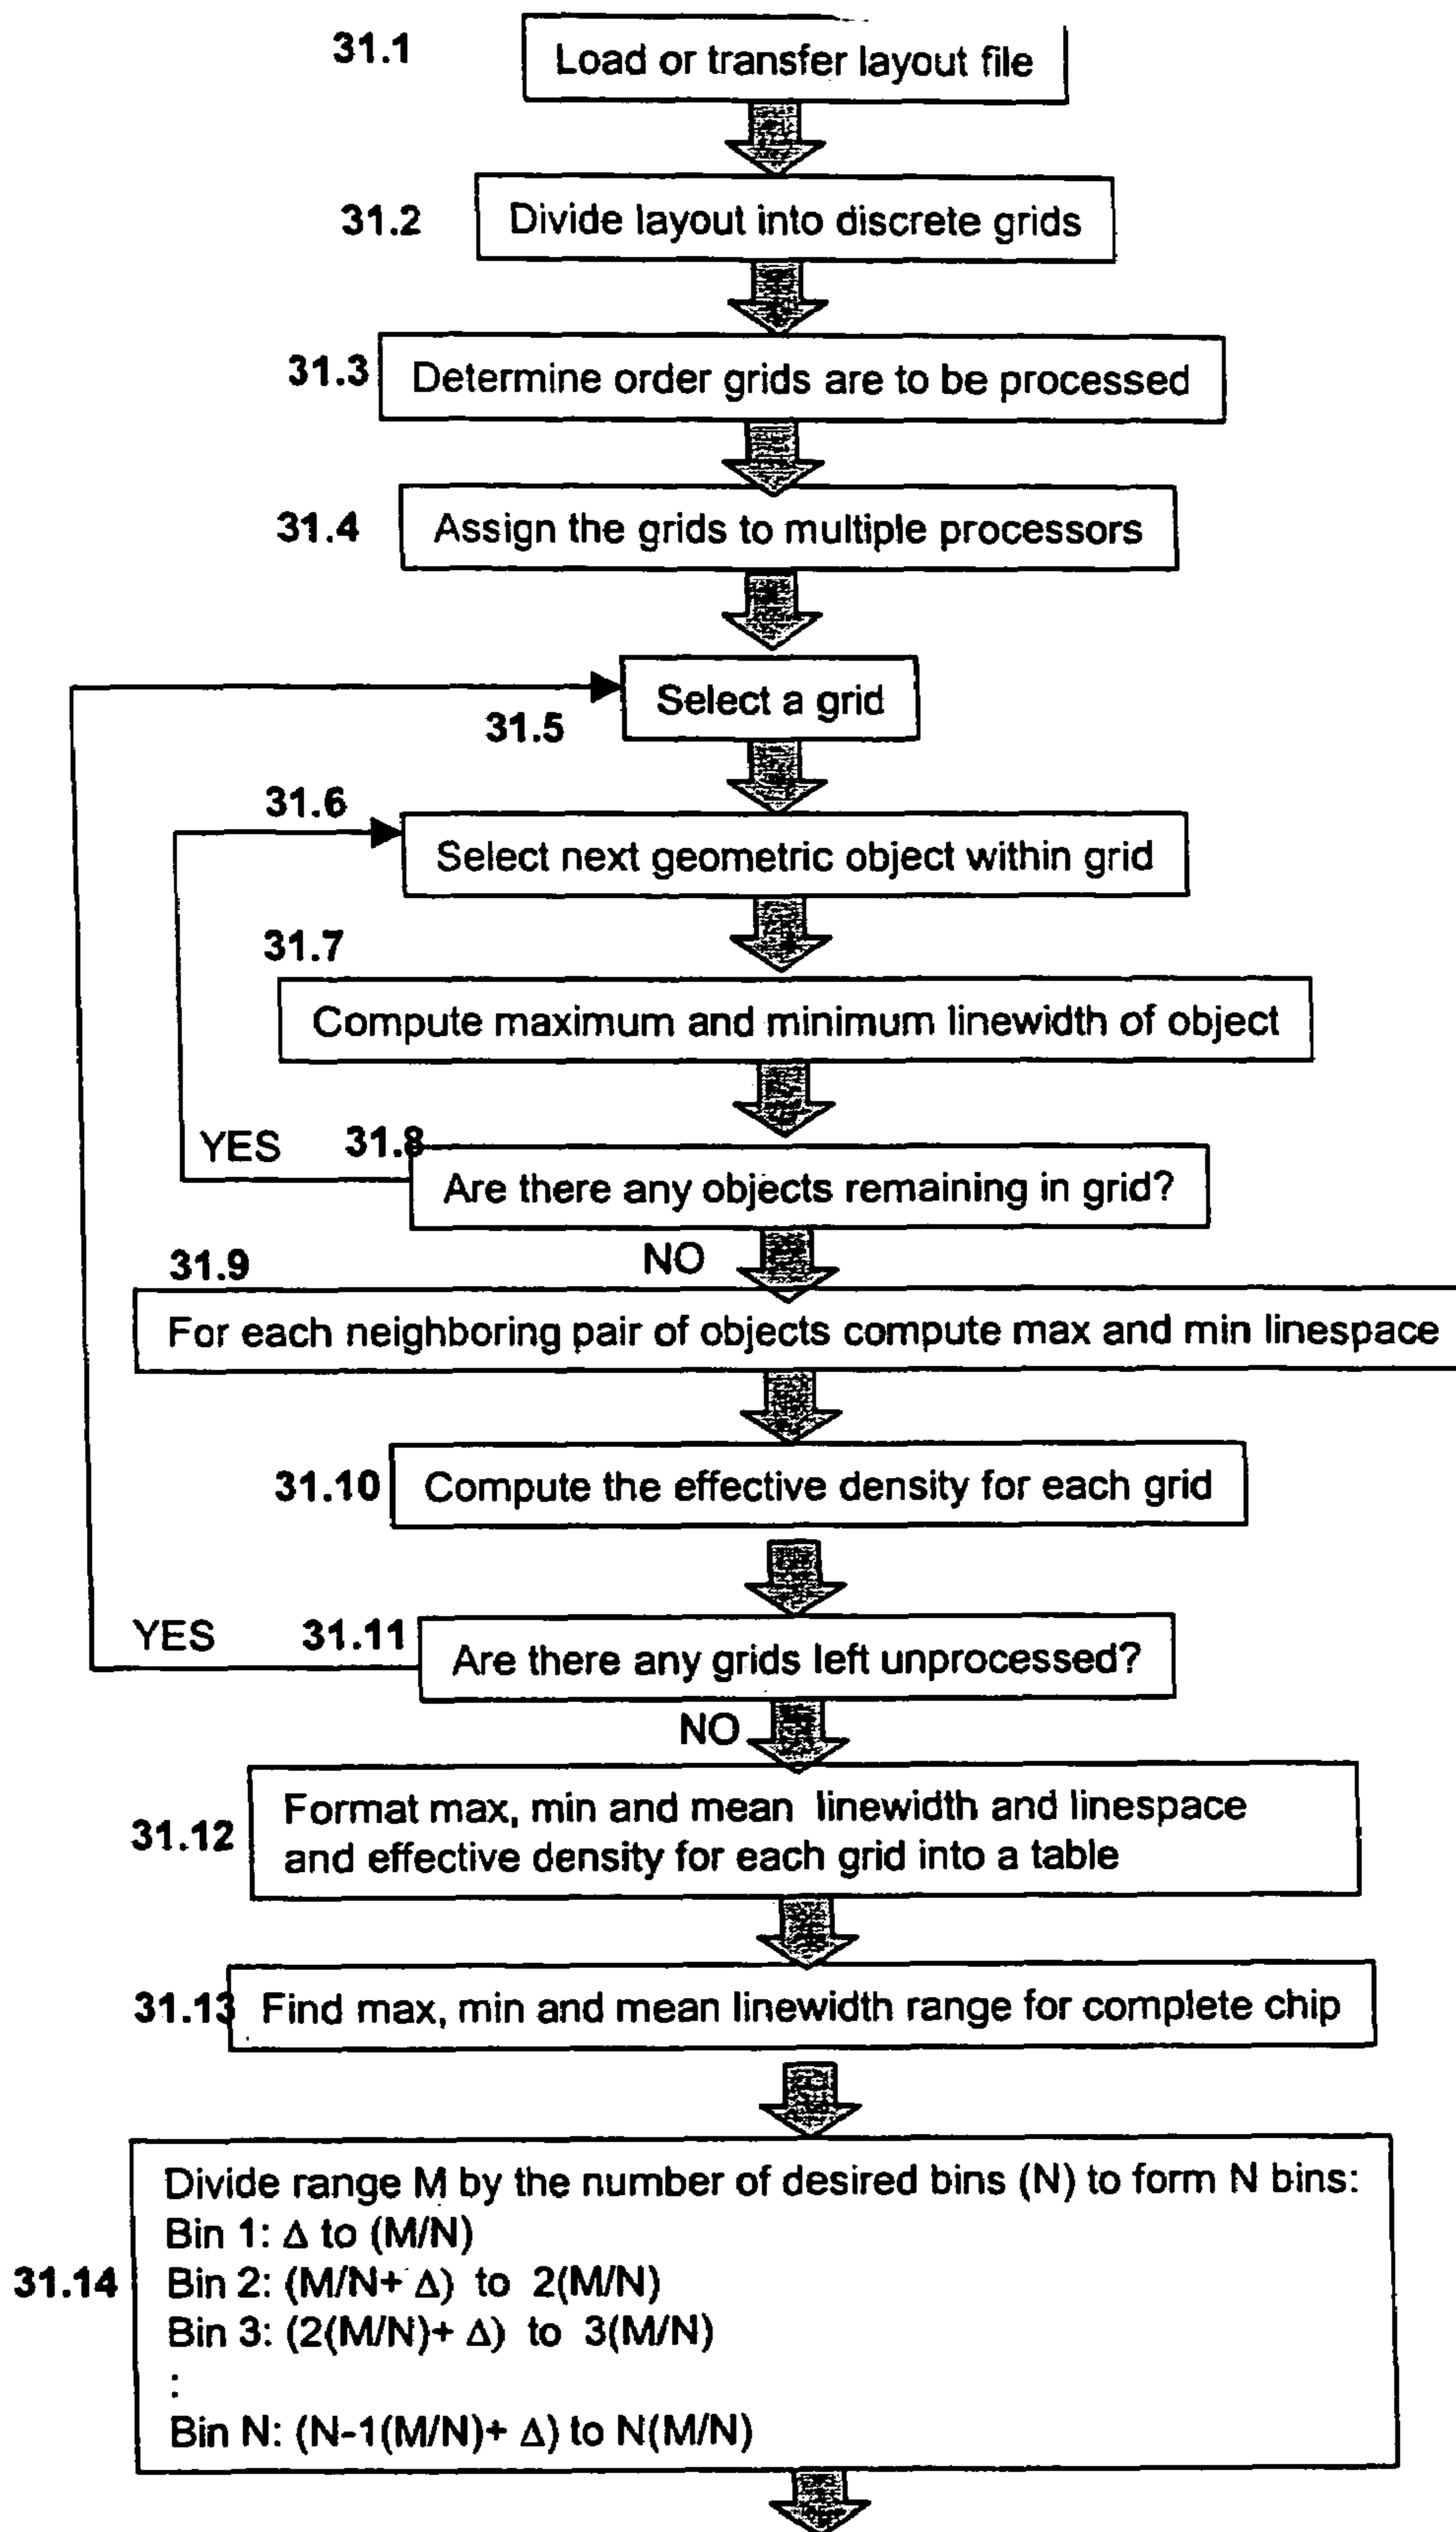 31.1
Load or transfer layout file
31.2
Divide layout into discrete grids
31.3
Determine order grids are to be processed
31.4
Assign the grids to multiple processors
Select a grid
31.5
31.6
Select next geometric object within grid
31.7
Compute maximum and minimum linewidth of object
YES
31.8
Are there any objects remaining in grid?
NO
31.9
For each neighboring pair of objects compute max and min linespace
31.10
Compute the effective density for each grid
YES
31.11
Are there any grids left unprocessed?
NO
31.12
Format max, min and mean linewidth and linespace
and effective density for each grid into a table
31.13
Find max, min and mean linewidth range for complete chip
31.14
Divide range M by the number of desired bins (N) to form N bins:
Bin 1: Δ to (M/N)
Bin 2: (M/N+ Δ) to 2(M/N)
Bin 3: (2(M/N)+ Δ) to 3(M/N)
:
Bin N: (N-1(M/N)+ Δ) to N(M/N)